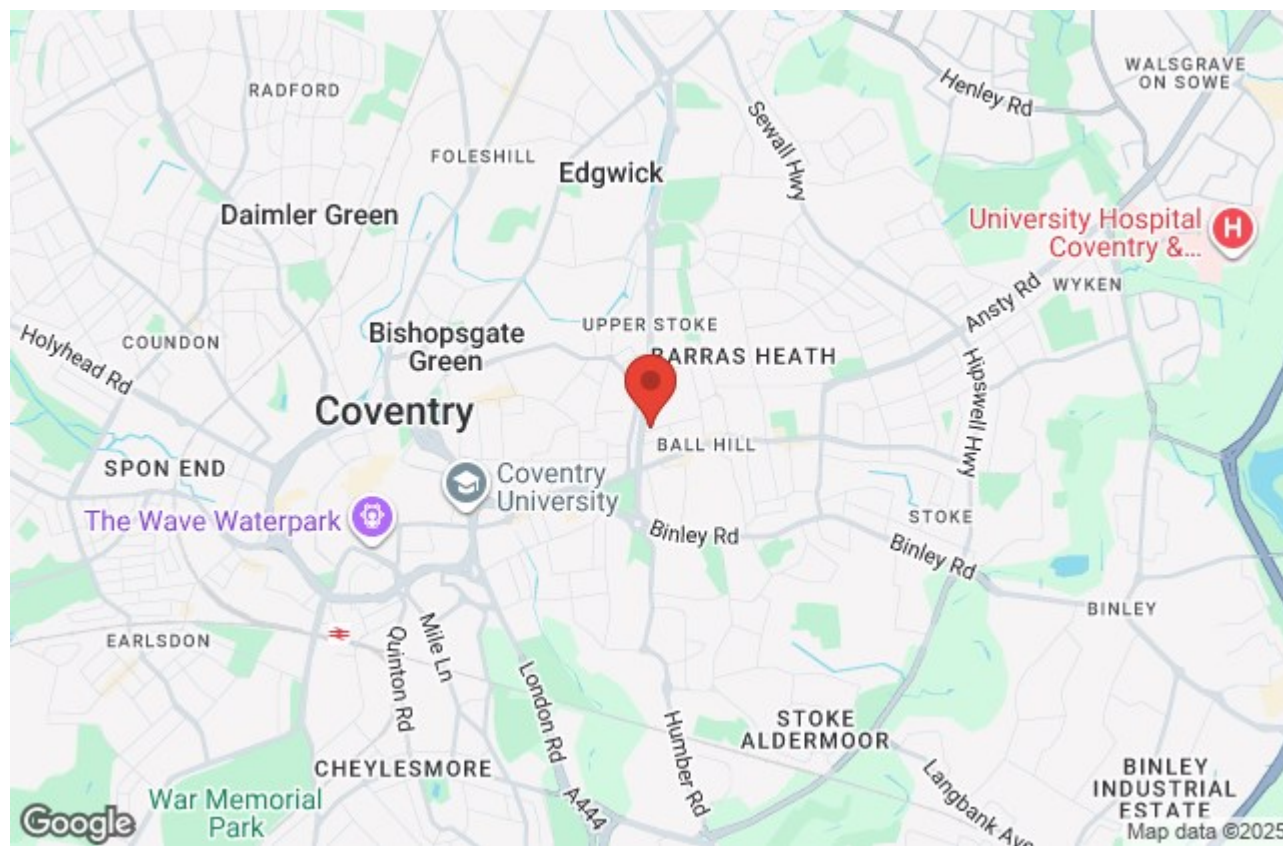 WALSGRAVE
ON SOWE
RADFORD
Henley Rd
Sewall Hwy
FOLESHILL
Edgwick
Daimler Green
University Hospital
Coventry &...
H
WYKEN
Ansty Rd
UPPER STOKE
Holyhead Rd
COUNDON
Bishopsgate
Green
BARRAS HEATH
Hipswell Hwy
Coventry
BALL HILL
SPON END
Coventry
University
The Wave Waterpark
STOKE
Binley Rd
Binley Rd
BINLEY
EARLSDON
Mile Ln
Quinton Rd
London Rd
Humber Rd
STOKE
ALDERMOOR
CHEYLESMORE
Langbank Ave
BINLEY
INDUSTRIAL
ESTATE
War Memorial
Park
A444
Google
Map data ©2025